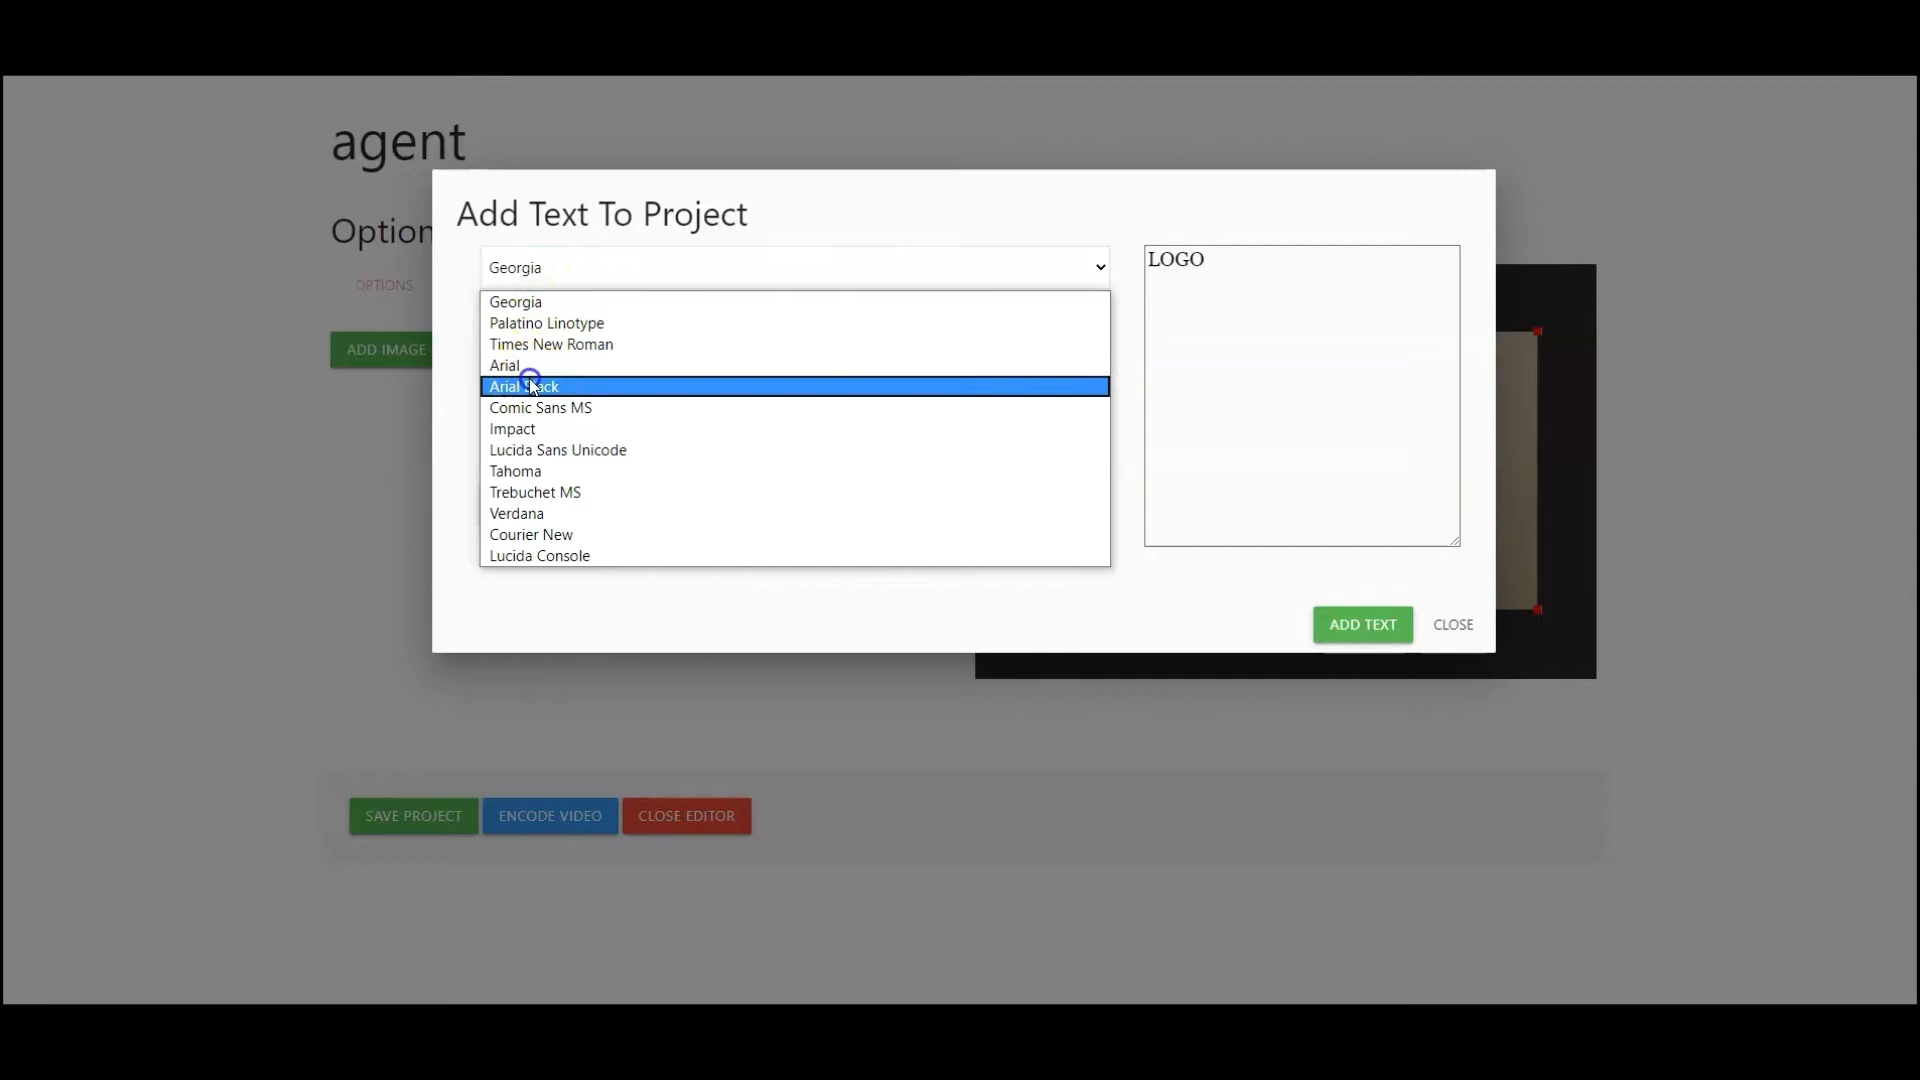 agent
Add Text To Project
Option
Georgia
LOGO
OPTIONS
Georgia
Palatino Linotype
Times New Roman
ADD IMAGE
Arial
Arial Black
Comic Sans MS
Impact
Lucida Sans Unicode
Tahoma
Trebuchet MS
Verdana
Courier New
Lucida Console
ADD TEXT
CLOSE
SAVE PROJECT
ENCODE VIDEO
CLOSE EDITOR